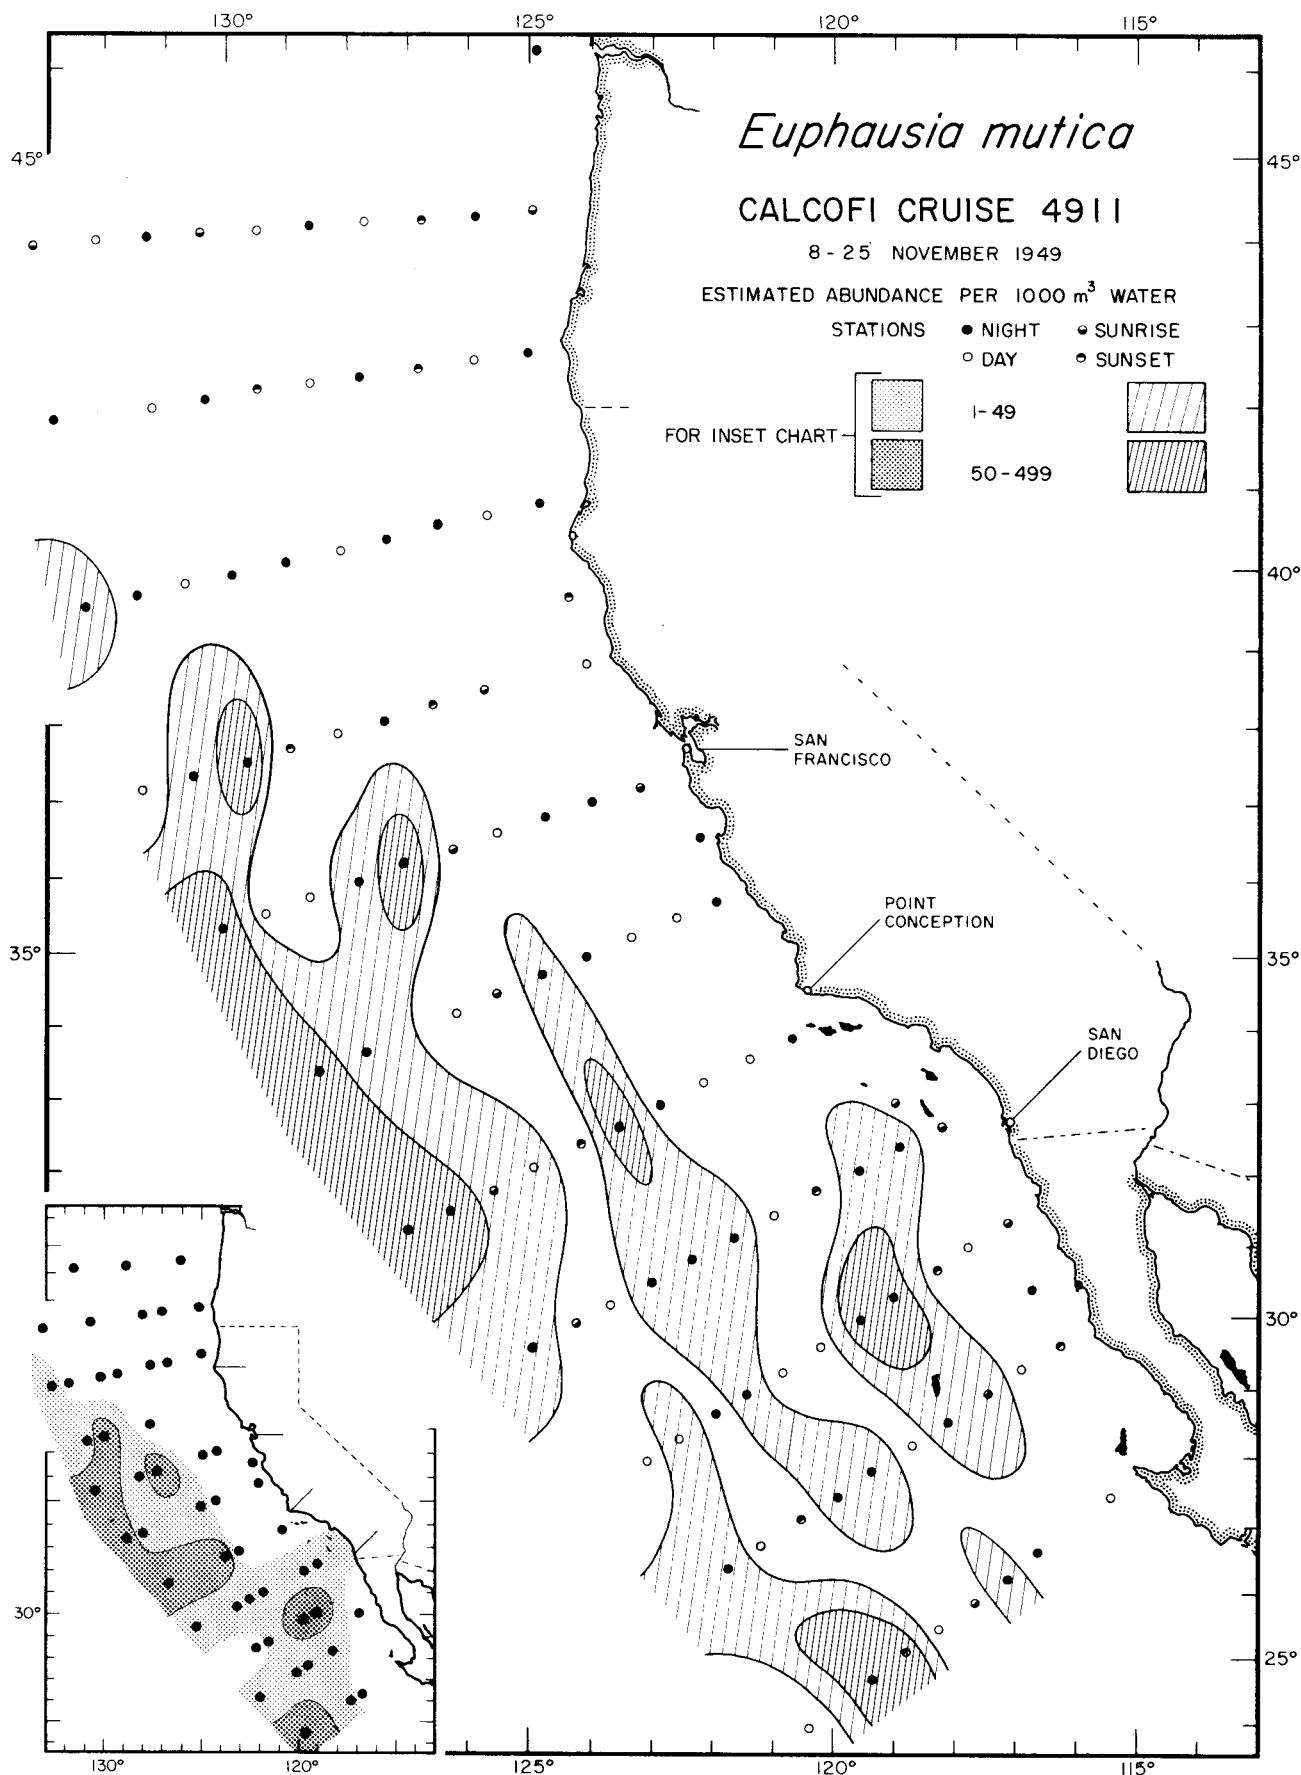 130° 125° 120° 115°
Euphausia mutica
45° 45°
CALCOFI CRUISE 4911
8-25 NOVEMBER 1949
ESTIMATED ABUNDANCE PER 1000 m³ WATER
STATIONS ● NIGHT ◒ SUNRISE
○ DAY ◓ SUNSET
1-49
FOR INSET CHART
50-499
40°
SAN
FRANCISCO
POINT
CONCEPTION
35° 35°
SAN
DIEGO
30°
30°
25°
130° 120° 125° 120° 115°